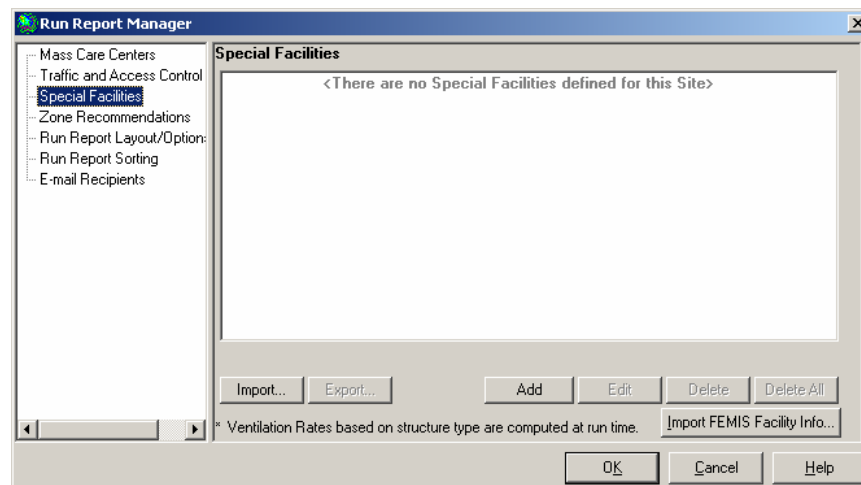 Run Report Manager
Mass Care Centers
Traffic and Access Control
Special Facilities
Zone Recommendations
Run Report Layout/Option:
Run Report Sorting
E-mail Recipients
Special Facilities
<There are no Special Facilities defined for this Site>
Import... Export... Add Edit Delete Delete All
* Ventilation Rates based on structure type are computed at run time. Import FEMIS Facility Info...
OK Cancel Help